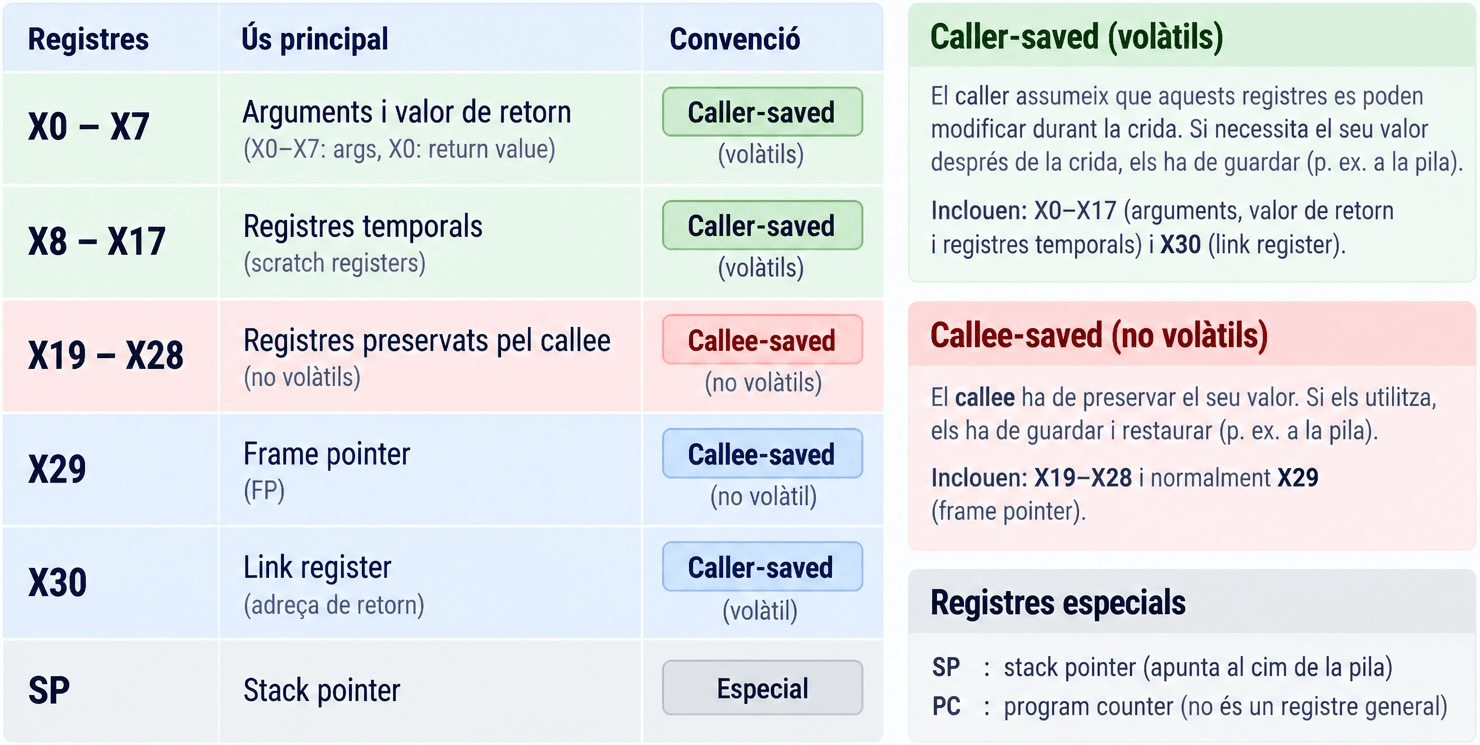 Registres Ús principal Convenció
X0 – X7
Arguments i valor de retorn
(X0–X7: args, X0: return value)
Caller-saved
(volàtils)
X8 – X17
Registres temporals
(scratch registers)
Caller-saved
(volàtils)
X19 – X28
Registres preservats pel callee
(no volàtils)
Callee-saved
(no volàtils)
X29
Frame pointer
(FP)
Callee-saved
(no volàtil)
X30
Link register
(adreça de retorn)
Caller-saved
(volàtil)
SP
Stack pointer
Especial
Caller-saved (volàtils)
El caller assumeix que aquests registres es poden
modificar durant la crida. Si necessita el seu valor
després de la crida, els ha de guardar (p. ex. a la pila).
Inclouen: X0–X17 (arguments, valor de retorn
i registres temporals) i X30 (link register).
Callee-saved (no volàtils)
El callee ha de preservar el seu valor. Si els utilitza,
els ha de guardar i restaurar (p. ex. a la pila).
Inclouen: X19–X28 i normalment X29
(frame pointer).
Registres especials
SP : stack pointer (apunta al cim de la pila)
PC : program counter (no és un registre general)